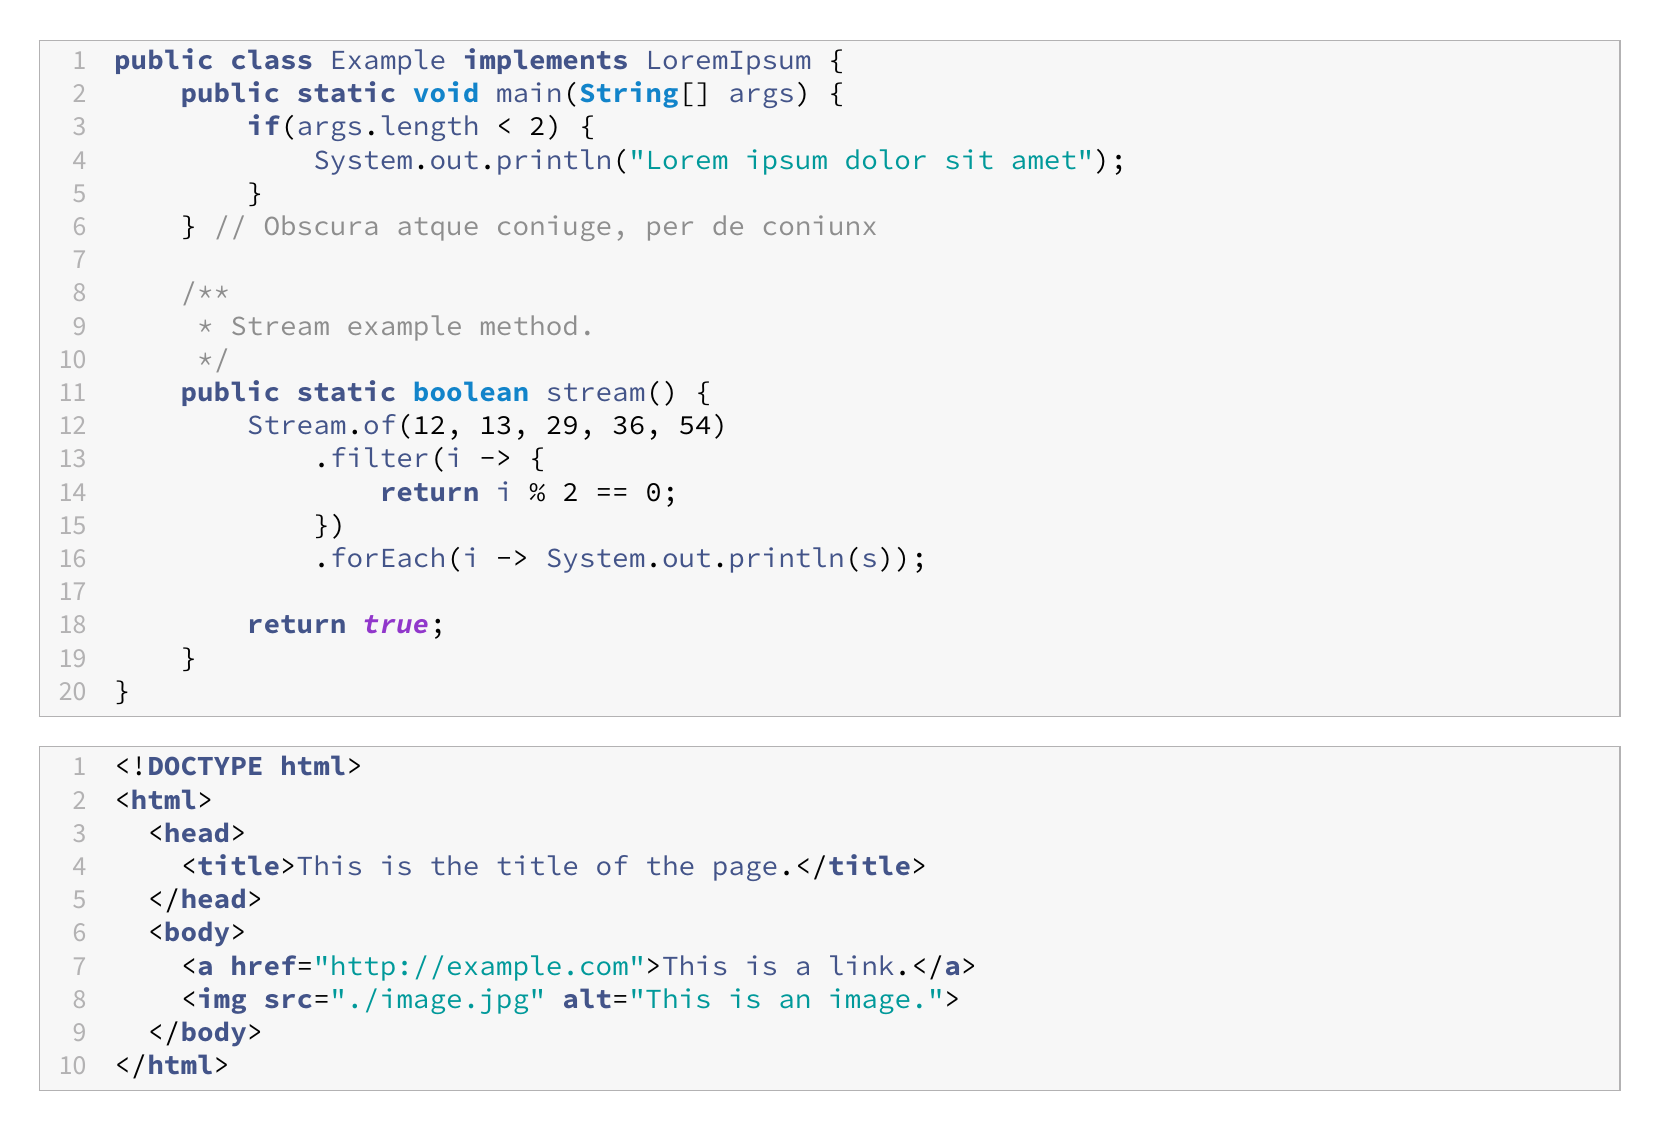 1 public class Example implements LoremIpsum {
2     public static void main(String[] args) {
3         if(args.length < 2) {
4             System.out.println("Lorem ipsum dolor sit amet");
5         }
6     } // Obscura atque coniuge, per de coniunx
7
8     /**
9      * Stream example method.
10      */
11     public static boolean stream() {
12         Stream.of(12, 13, 29, 36, 54)
13             .filter(i -> {
14                 return i % 2 == 0;
15             })
16             .forEach(i -> System.out.println(s));
17
18         return true;
19     }
20 }
1 <!DOCTYPE html>
2 <html>
3   <head>
4     <title>This is the title of the page.</title>
5   </head>
6   <body>
7     <a href="http://example.com">This is a link.</a>
8     <img src="./image.jpg" alt="This is an image.">
9   </body>
10 </html>